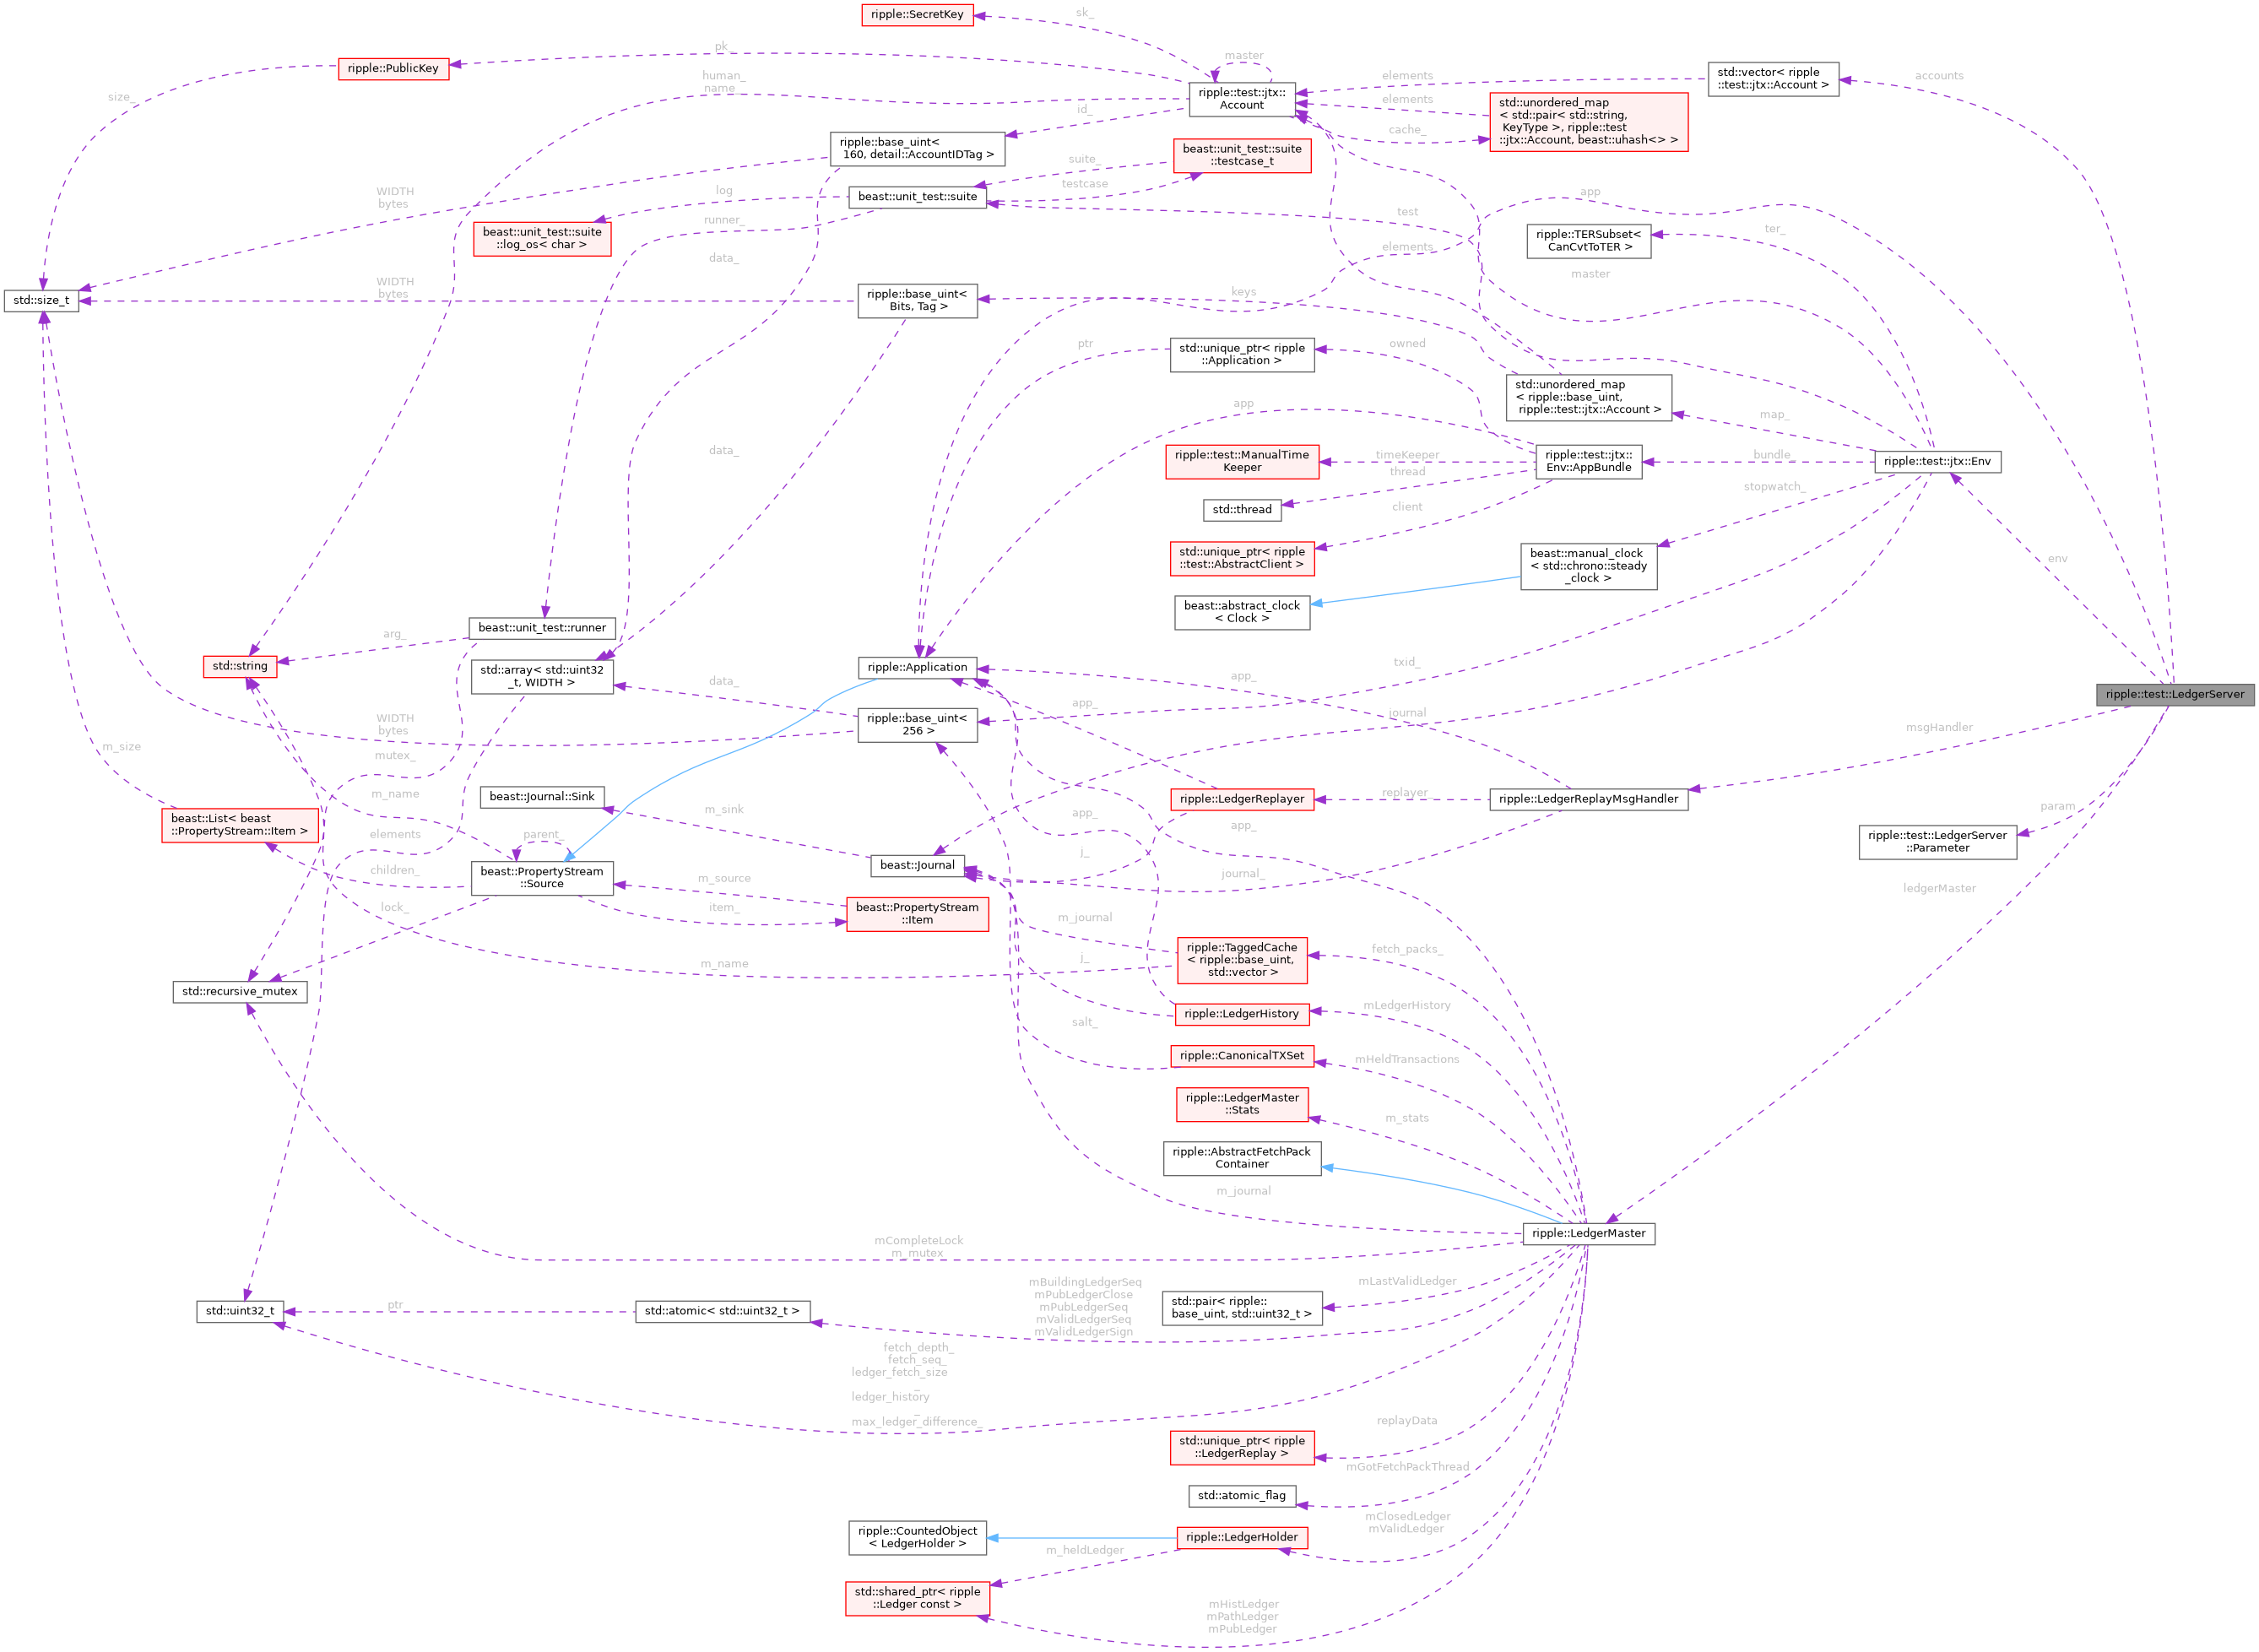 ripple::SecretKey
sk_
pk_
ripple::PublicKey
size_
human_
name_
master
ripple::test::jtx::
Account
elements
std::vector< ripple
::test::jtx::Account >
accounts
elements
std::unordered_map
< std::pair< std::string,
KeyType >, ripple::test
::jtx::Account, beast::uhash<> >
cache_
id_
ripple::base_uint<
160, detail::AccountIDTag >
beast::unit_test::suite
::testcase_t
suite_
testcase
WIDTH
bytes
log
beast::unit_test::suite
runner_
beast::unit_test::suite
::log_os< char >
test
app
ripple::TERSubset<
CanCvtToTER >
ter_
elements
master
data_
WIDTH
bytes
std::size_t
ripple::base_uint<
Bits, Tag >
keys
ptr
std::unique_ptr< ripple
::Application >
owned
std::unordered_map
< ripple::base_uint,
ripple::test::jtx::Account >
map_
app
data_
ripple::test::ManualTime
Keeper
timeKeeper
ripple::test::jtx::
Env::AppBundle
bundle_
ripple::test::jtx::Env
thread
std::thread
client
stopwatch_
std::unique_ptr< ripple
::test::AbstractClient >
beast::manual_clock
< std::chrono::steady
_clock >
env
beast::abstract_clock
< Clock >
beast::unit_test::runner
arg_
std::string
std::array< std::uint32
_t, WIDTH >
data_
ripple::Application
txid_
app_
ripple::test::LedgerServer
app_
journal
ripple::base_uint<
256 >
WIDTH
bytes
m_size
mutex_
msgHandler
beast::Journal::Sink
m_name
m_sink
ripple::LedgerReplayer
replayer_
ripple::LedgerReplayMsgHandler
param
app_
app_
beast::List< beast
::PropertyStream::Item >
elements
parent_
ripple::test::LedgerServer
::Parameter
j_
beast::Journal
journal_
children_
beast::PropertyStream
::Source
m_source
ledgerMaster
lock_
item_
beast::PropertyStream
::Item
m_journal
ripple::TaggedCache
< ripple::base_uint,
std::vector >
fetch_packs_
m_name
j_
std::recursive_mutex
ripple::LedgerHistory
mLedgerHistory
salt_
ripple::CanonicalTXSet
mHeldTransactions
ripple::LedgerMaster
::Stats
m_stats
ripple::AbstractFetchPack
Container
m_journal
ripple::LedgerMaster
mCompleteLock
m_mutex
mBuildingLedgerSeq
mPubLedgerClose
mPubLedgerSeq
mValidLedgerSeq
mValidLedgerSign
mLastValidLedger
std::pair< ripple::
base_uint, std::uint32_t >
std::uint32_t
ptr
std::atomic< std::uint32_t >
fetch_depth_
fetch_seq_
ledger_fetch_size
_
ledger_history
_
max_ledger_difference_
replayData
std::unique_ptr< ripple
::LedgerReplay >
mGotFetchPackThread
std::atomic_flag
mClosedLedger
mValidLedger
ripple::CountedObject
< LedgerHolder >
ripple::LedgerHolder
m_heldLedger
std::shared_ptr< ripple
::Ledger const >
mHistLedger
mPathLedger
mPubLedger